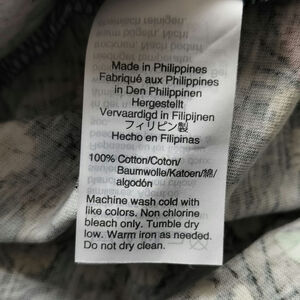 Made in Philippines
Fabriqué aux Philippines
in Den Philippinen
Hergestellt
Vervaardigd in Filipijnen
フィリピン製
Hecho en Filipinas
100% Cotton/Coton/
Baumwolle/Katoen/綿/
algodón
Machine wash cold with
like colors. Non chlorine
bleach only. Tumble dry
low. Warm iron as needed.
Do not dry clean.